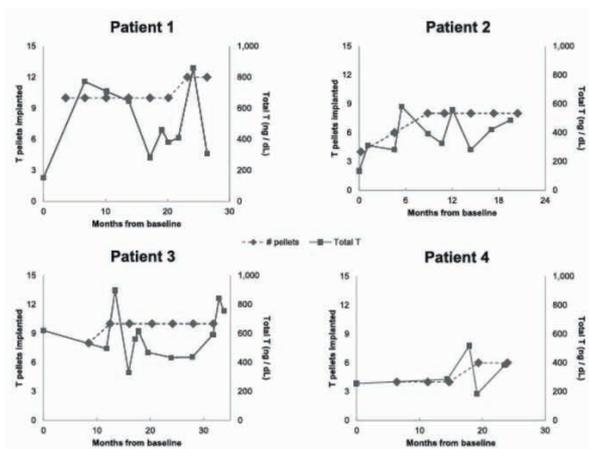 Patient 1
15
12
9
6
3
0
1,000
800
600
400
200
0
T pellets implanted
Total T (ng / dL)
0 10 20 30
Months from baseline
Patient 2
15
12
9
6
3
0
1,000
800
600
400
200
0
T pellets implanted
Total T (ng / dL)
0 6 12 18 24
Months from baseline
# pellets Total T
Patient 3
15
12
9
6
3
0
1,000
800
600
400
200
0
T pellets implanted
Total T (ng / dL)
0 10 20 30
Months from baseline
Patient 4
15
12
9
6
3
0
1,000
800
600
400
200
0
T pellets implanted
Total T (ng / dL)
0 10 20 30
Months from baseline